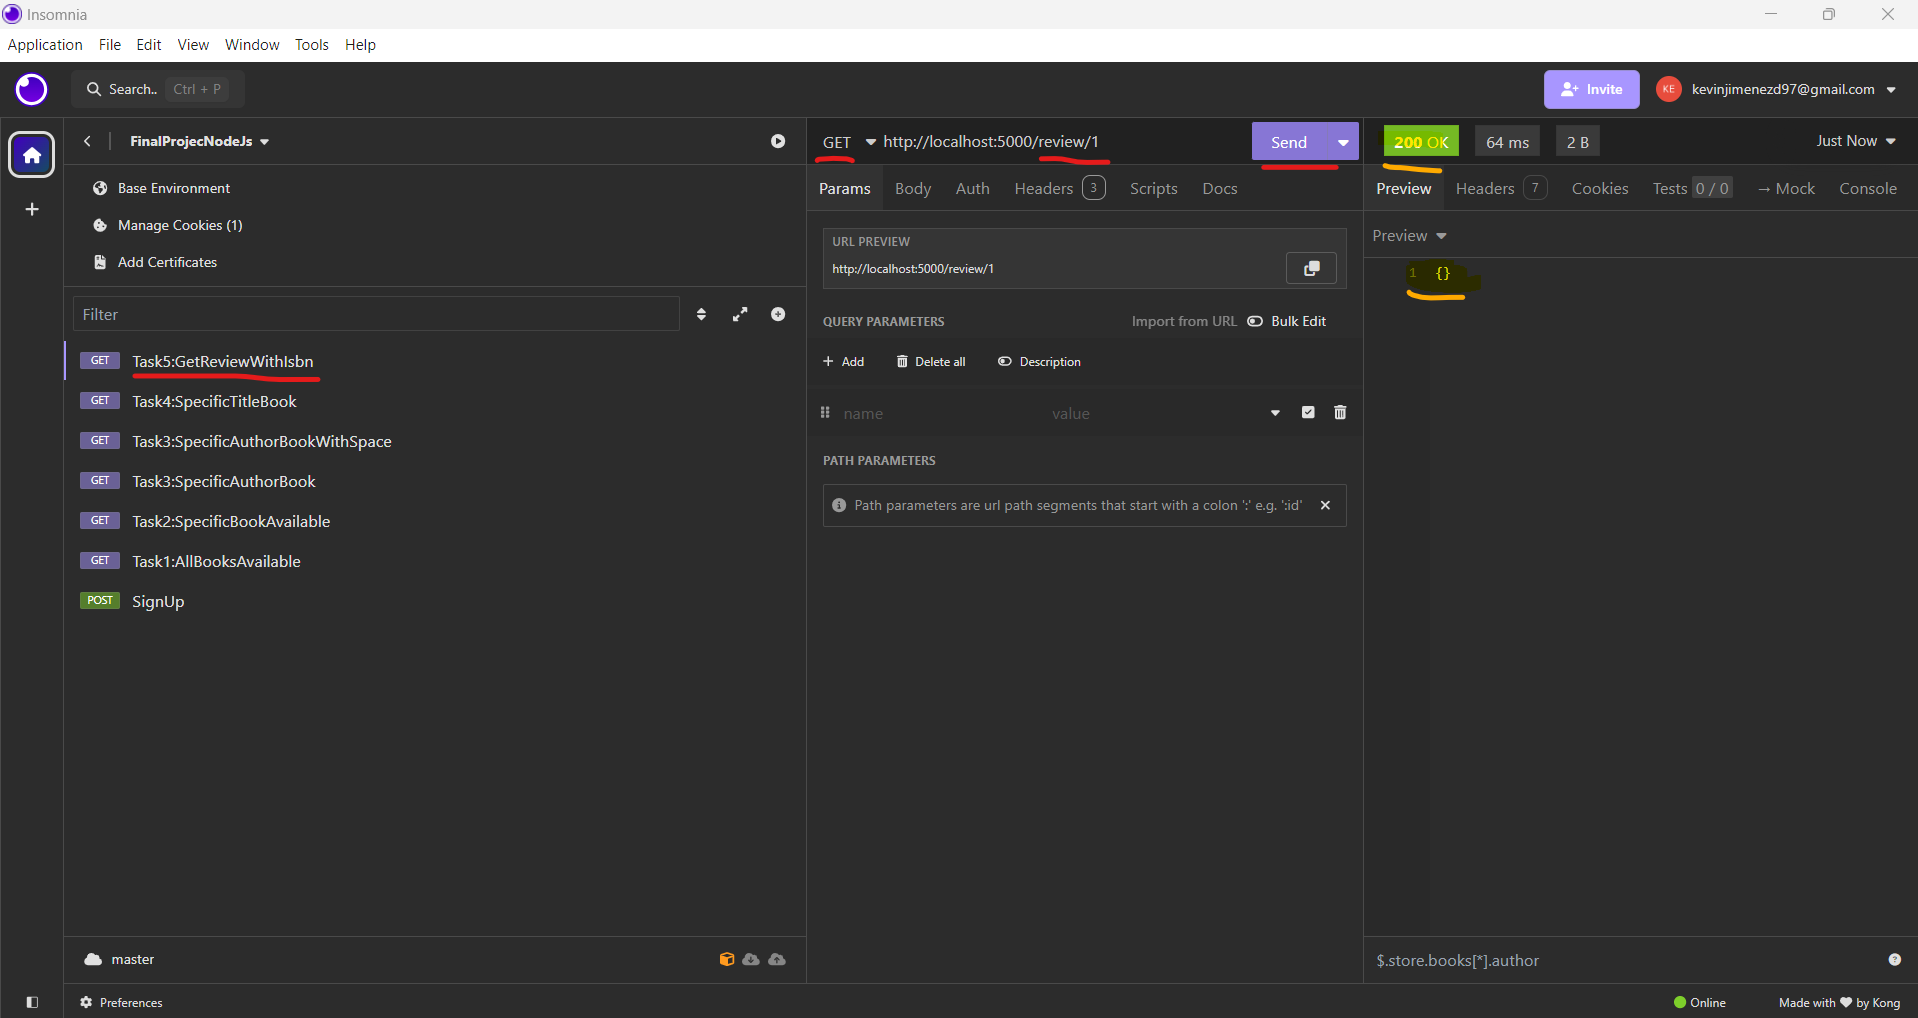 Insomnia
Application File Edit View Window Tools Help
Search.. Ctrl + P
Invite
KE kevinjimenezd97@gmail.com
FinalProjecNodeJs
Base Environment
Manage Cookies (1)
Add Certificates
Filter
GET Task5:GetReviewWithIsbn
GET Task4:SpecificTitleBook
GET Task3:SpecificAuthorBookWithSpace
GET Task3:SpecificAuthorBook
GET Task2:SpecificBookAvailable
GET Task1:AllBooksAvailable
POST SignUp
master
Preferences
GET http://localhost:5000/review/1 Send
Params Body Auth Headers 3 Scripts Docs
URL PREVIEW
http://localhost:5000/review/1
QUERY PARAMETERS Import from URL Bulk Edit
Add Delete all Description
name value
PATH PARAMETERS
Path parameters are url path segments that start with a colon ':' e.g. ':id'
200 OK 64 ms 2 B Just Now
Preview Headers 7 Cookies Tests 0 / 0 → Mock Console
Preview
1 {}
$.store.books[*].author
Online Made with ❤ by Kong